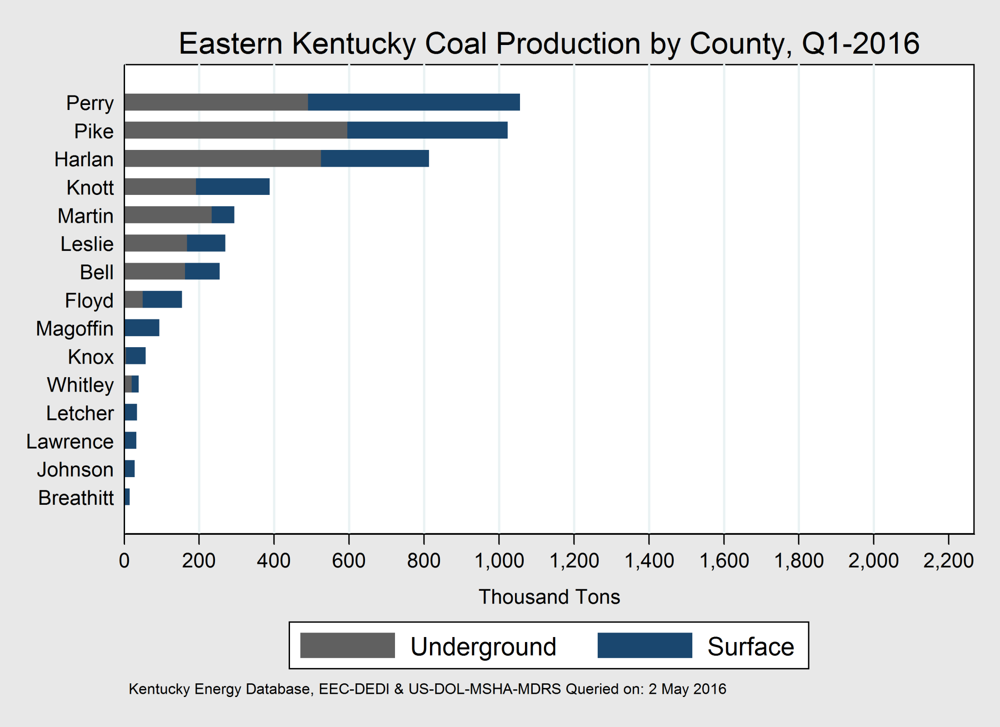 Eastern Kentucky Coal Production by County, Q1-2016
Perry
Pike
Harlan
Knott
Martin
Leslie
Bell
Floyd
Magoffin
Knox
Whitley
Letcher
Lawrence
Johnson
Breathitt
0 200 400 600 800 1,000 1,200 1,400 1,600 1,800 2,000 2,200
Thousand Tons
Underground Surface
Kentucky Energy Database, EEC-DEDI & US-DOL-MSHA-MDRS Queried on: 2 May 2016